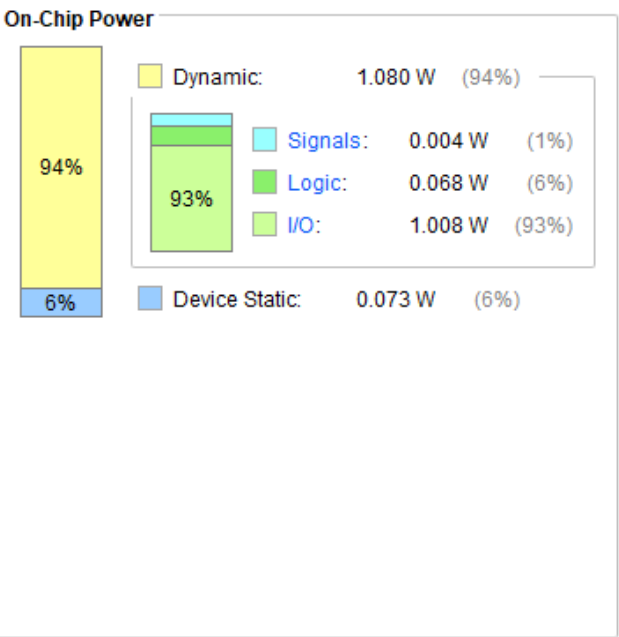 On-Chip Power
Dynamic: 1.080 W (94%)
94%
Signals: 0.004 W (1%)
Logic: 0.068 W (6%)
93%
I/O: 1.008 W (93%)
6%
Device Static: 0.073 W (6%)